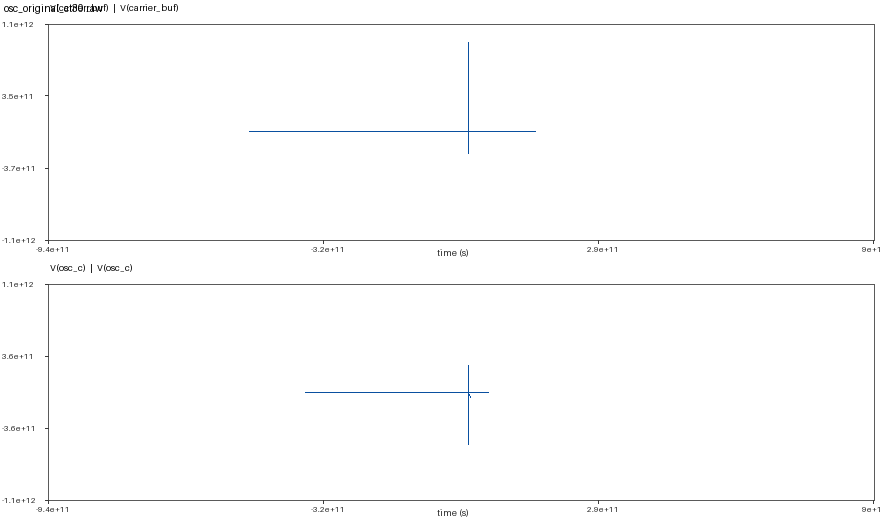 V(carrier_buf)
1.1e+12
3.5e+11
-3.7e+11
-1.1e+12
-9.4e+11 -3.2e+11 2.9e+11 9e+1
time (s)
V(osc_c) | V(osc_c)
1.1e+12
3.6e+11
-3.6e+11
-1.1e+12
-9.4e+11 -3.2e+11 2.9e+11 9e+1
time (s)